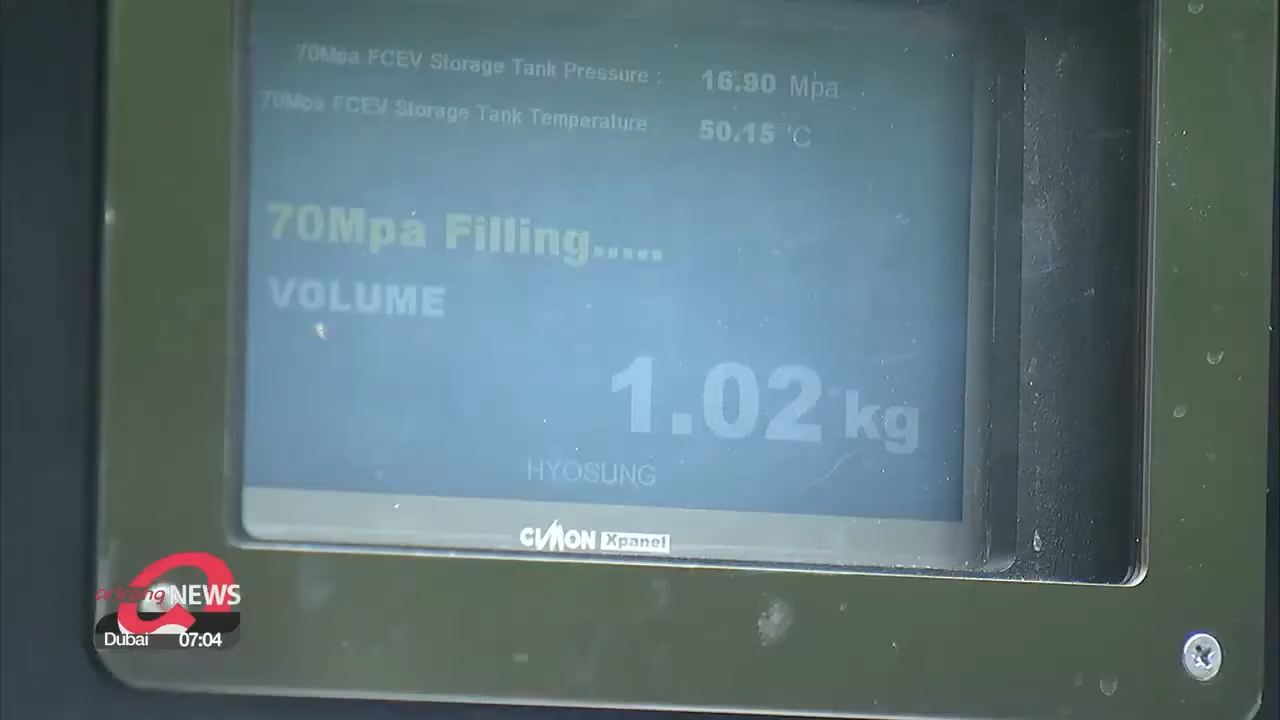 70Mpa FCEV Storage Tank Pressure : 16.90 Mpa
70Mpa FCEV Storage Tank Temperature 50.15 °C
70Mpa Filling.....
VOLUME
1.02 kg
HYOSUNG
CIMON Xpanel
arirang NEWS
Dubai 07:04